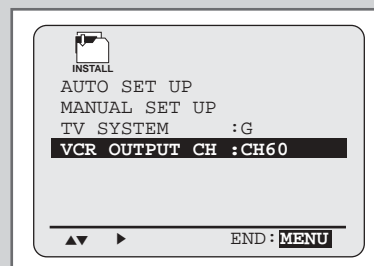 INSTALL
AUTO SET UP
MANUAL SET UP
TV SYSTEM :G
VCR OUTPUT CH :CH60
▲▼ ▶ END: MENU